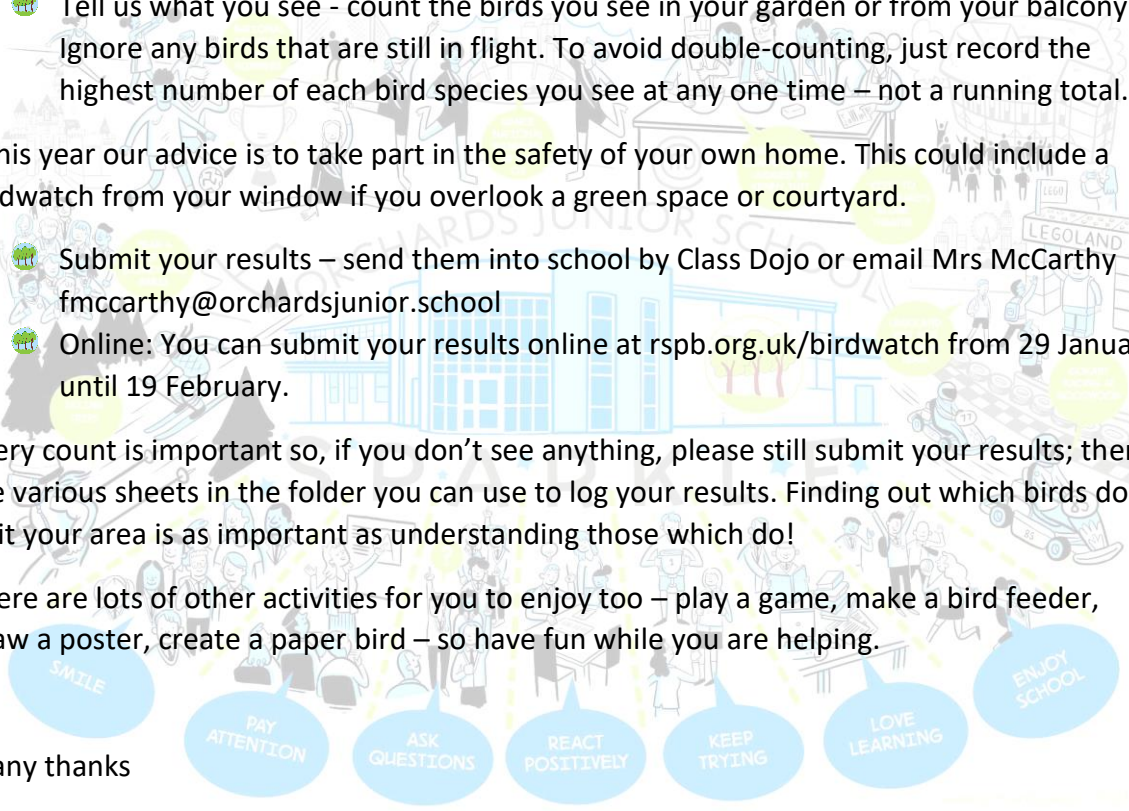 Tell us what you see - count the birds you see in your garden or from your balcony
Ignore any birds that are still in flight. To avoid double-counting, just record the
highest number of each bird species you see at any one time – not a running total.
his year our advice is to take part in the safety of your own home. This could include a
dwatch from your window if you overlook a green space or courtyard.
ORCHARDS JUNIOR SCHOOL
LEGO
LEGOLAND
Submit your results – send them into school by Class Dojo or email Mrs McCarthy
fmccarthy@orchardsjunior.school
Online: You can submit your results online at rspb.org.uk/birdwatch from 29 Janua
until 19 February.
ery count is important so, if you don't see anything, please still submit your results; ther
e various sheets in the folder you can use to log your results. Finding out which birds do
it your area is as important as understanding those which do!
SPARKLE
ere are lots of other activities for you to enjoy too – play a game, make a bird feeder,
aw a poster, create a paper bird – so have fun while you are helping.
SMILE
PAY
ATTENTION
ASK
QUESTIONS
REACT
POSITIVELY
KEEP
TRYING
LOVE
LEARNING
ENJOY
SCHOOL
any thanks